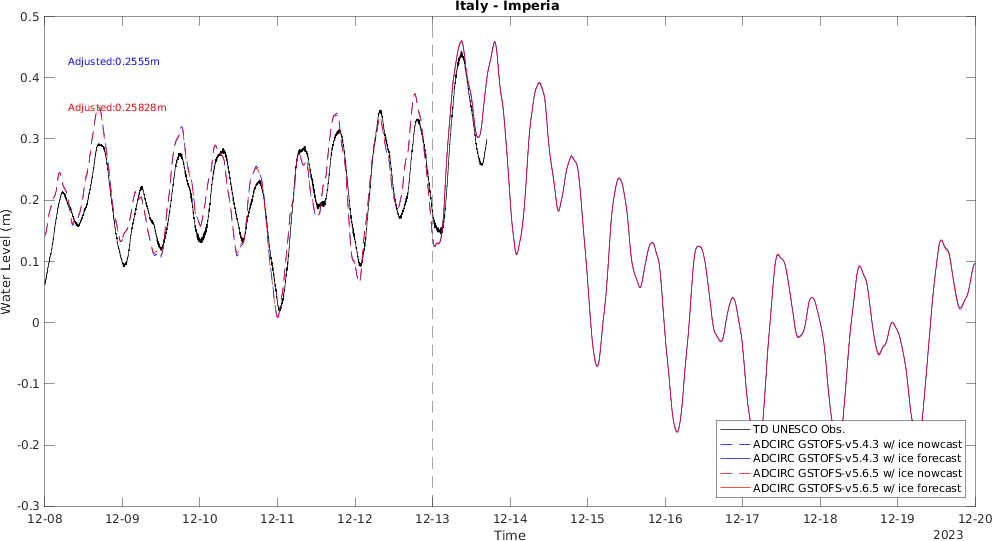 Italy - Imperia
0.5
0.4
0.3
0.2
0.1
0
-0.1
-0.2
-0.3
Water Level (m)
Adjusted:0.2555m
Adjusted:0.25828m
TD UNESCO Obs.
ADCIRC GSTOFS-v5.4.3 w/ ice nowcast
ADCIRC GSTOFS-v5.4.3 w/ ice forecast
ADCIRC GSTOFS-v5.6.5 w/ ice nowcast
ADCIRC GSTOFS-v5.6.5 w/ ice forecast
12-08 12-09 12-10 12-11 12-12 12-13 12-14 12-15 12-16 12-17 12-18 12-19 12-20
Time
2023